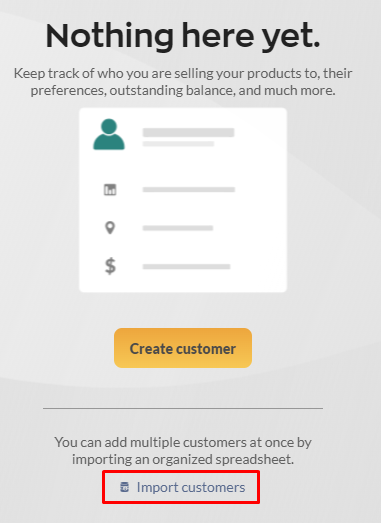 Nothing here yet.
Keep track of who you are selling your products to, their
preferences, outstanding balance, and much more.
$
Create customer
You can add multiple customers at once by
importing an organized spreadsheet.
Import customers